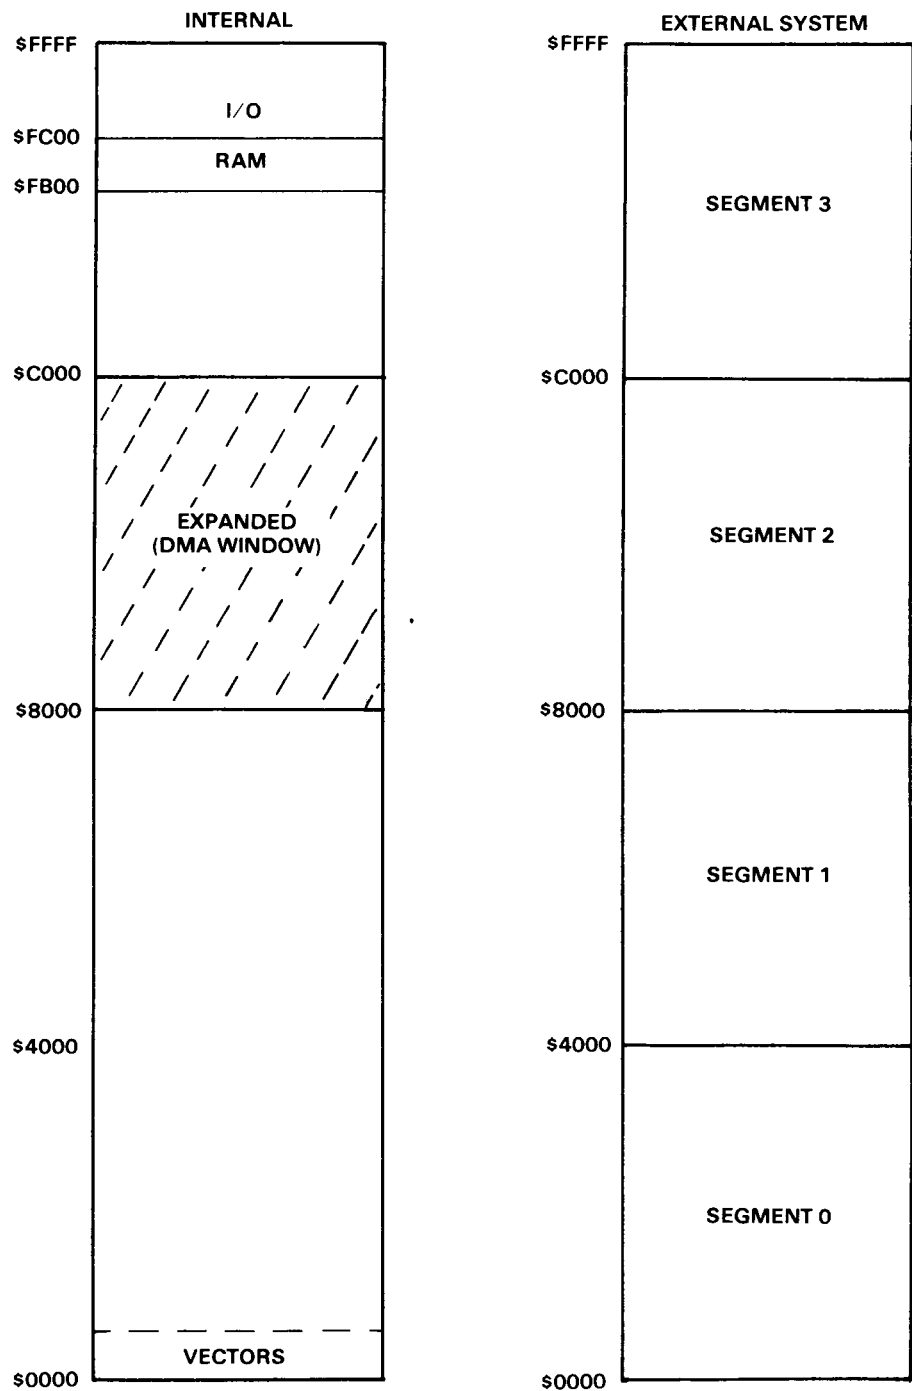 INTERNAL
$FFFF
I/O
$FC00
RAM
$FB00
$C000
EXPANDED
(DMA WINDOW)
$8000
$4000
VECTORS
$0000
EXTERNAL SYSTEM
$FFFF
SEGMENT 3
$C000
SEGMENT 2
$8000
SEGMENT 1
$4000
SEGMENT 0
$0000